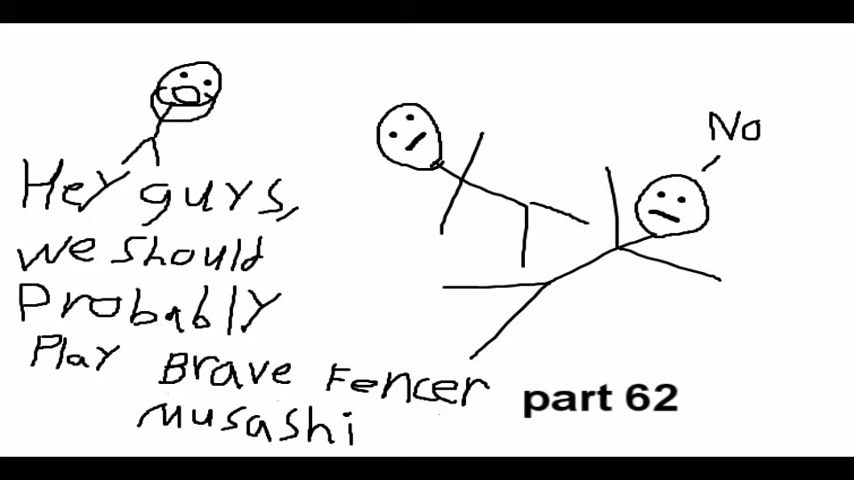 No
Hey guys,
we should
Probably
Play Brave Fencer
musashi
part 62